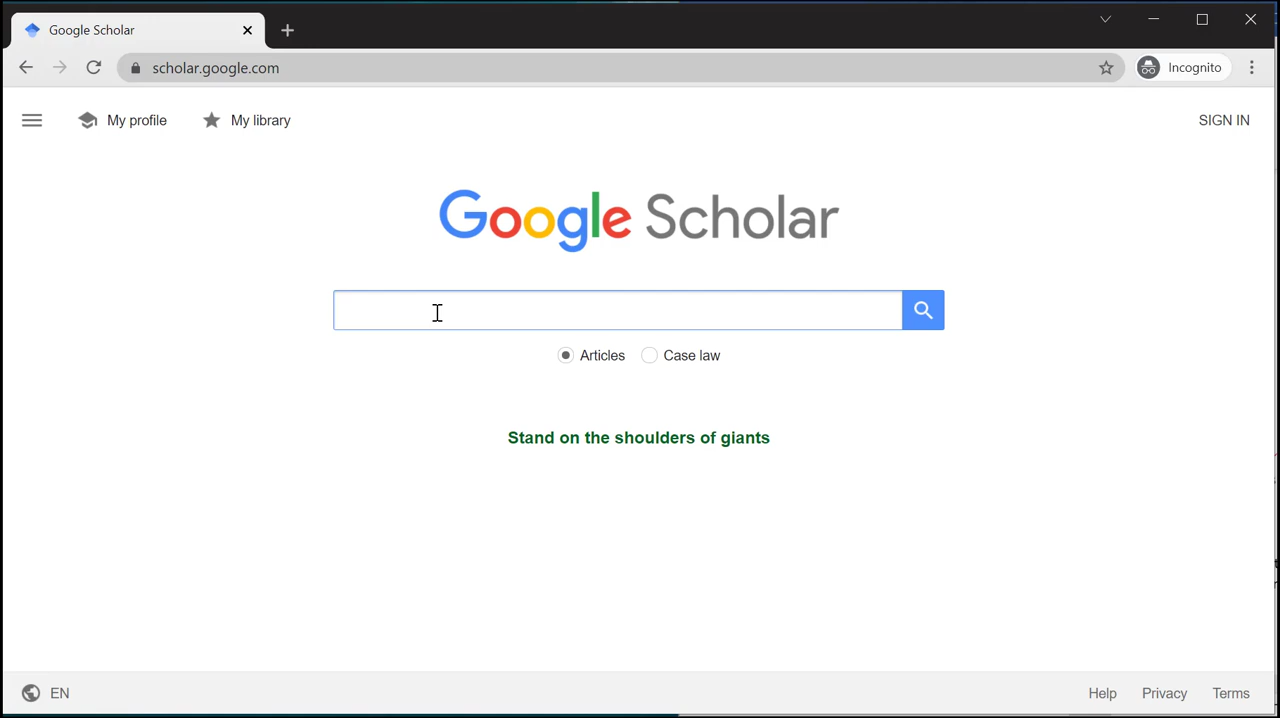 Google Scholar
scholar.google.com
Incognito
My profile
My library
SIGN IN
Google Scholar
Articles
Case law
Stand on the shoulders of giants
EN
Help
Privacy
Terms